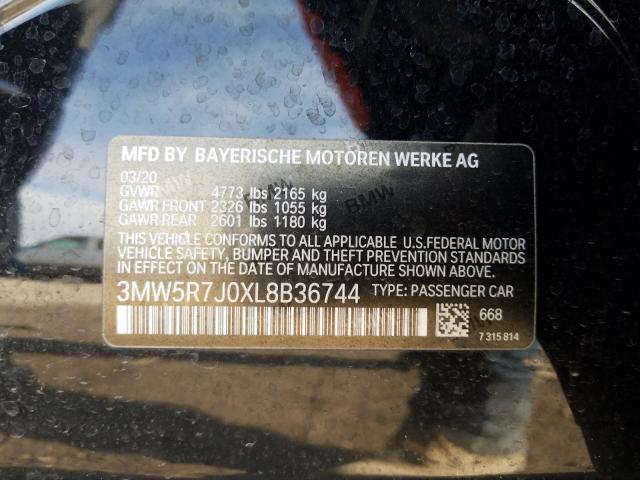 MFD BY BAYERISCHE MOTOREN WERKE AG
03/20
GVWR 4773 lbs 2165 kg
GAWR FRONT 2326 lbs 1055 kg
GAWR REAR 2601 lbs 1180 kg
THIS VEHICLE CONFORMS TO ALL APPLICABLE U.S.FEDERAL MOTOR
VEHICLE SAFETY, BUMPER AND THEFT PREVENTION STANDARDS
IN EFFECT ON THE DATE OF MANUFACTURE SHOWN ABOVE.
3MW5R7J0XL8B36744 TYPE: PASSENGER CAR
668
7 315 814
BMW
BMW
BMW